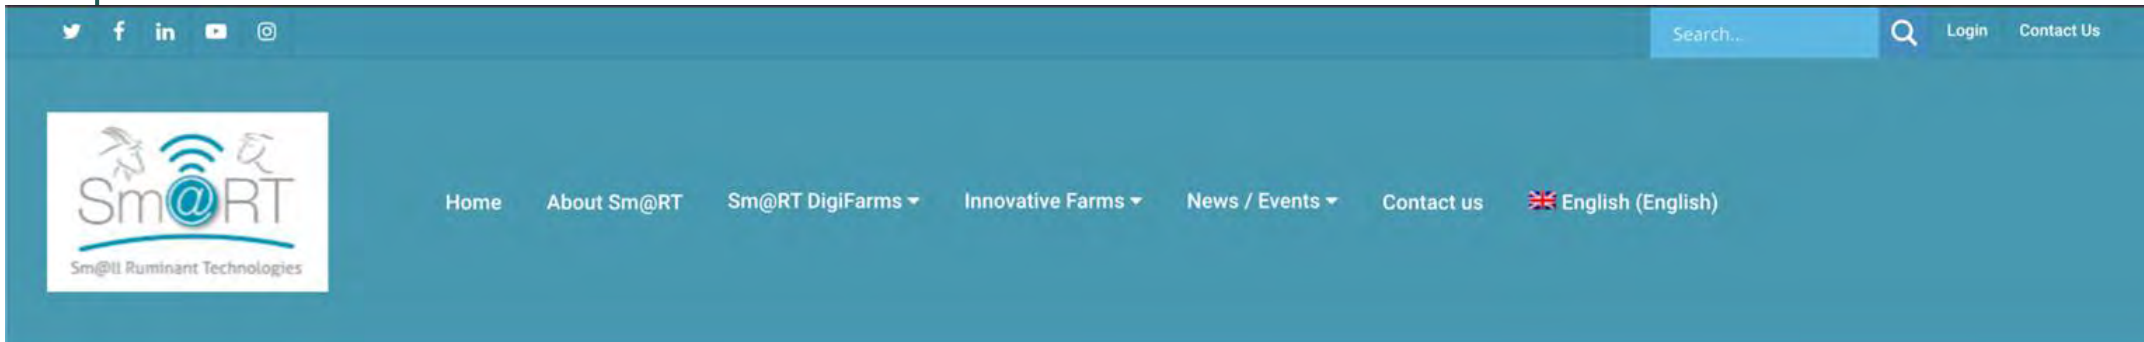 Search... Login Contact Us
Sm@RT
Sm@ll Ruminant Technologies
Home About Sm@RT Sm@RT DigiFarms Innovative Farms News / Events Contact us English (English)